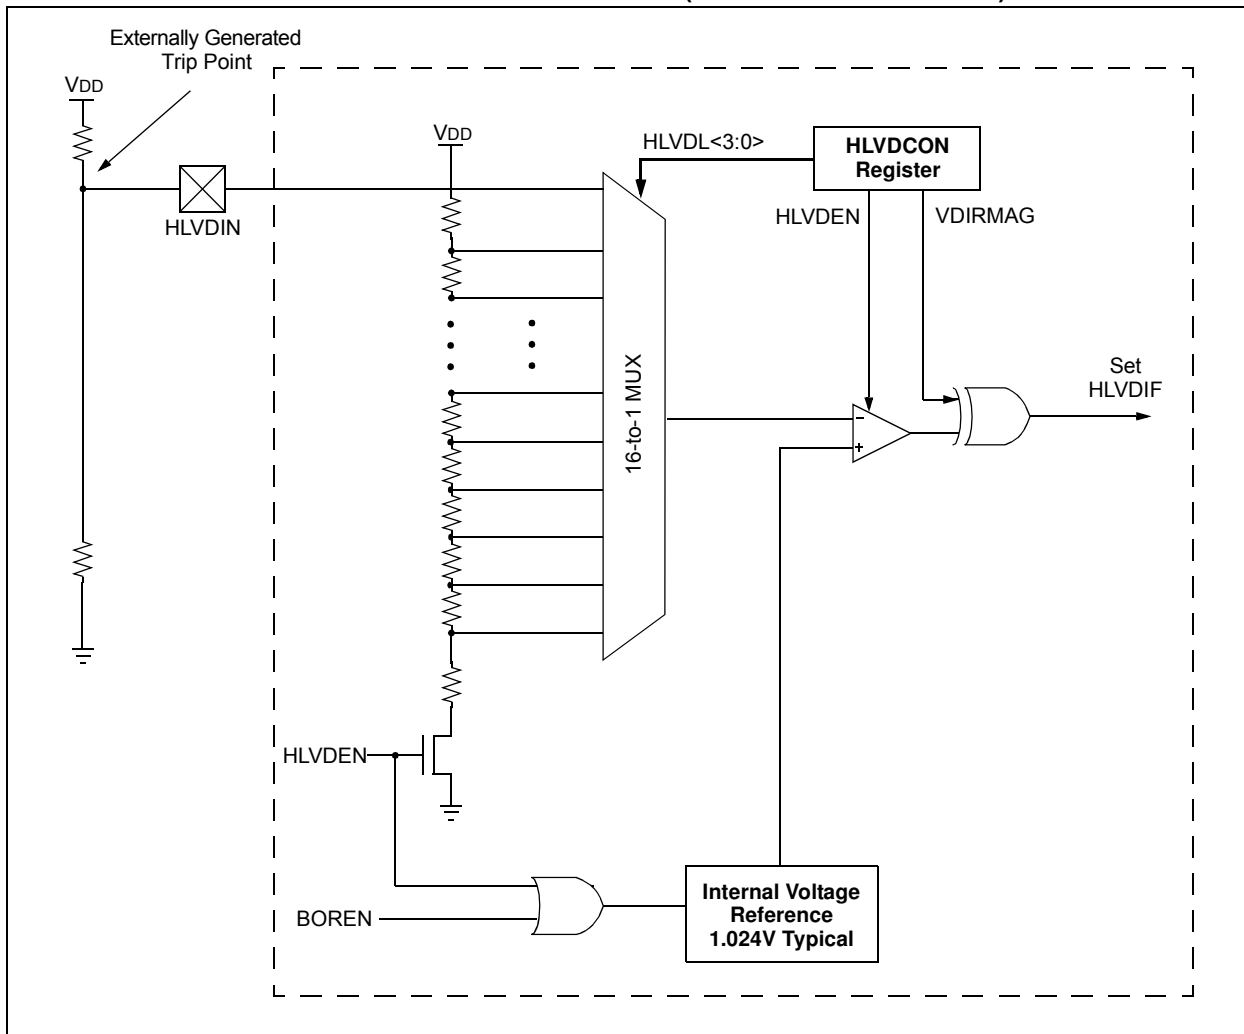 Externally Generated
Trip Point
VDD
VDD
HLVDL<3:0>
HLVDCON
Register
HLVDEN
VDIRMAG
HLVDIN
16-to-1 MUX
-
+
Set
HLVDIF
HLVDEN
BOREN
Internal Voltage
Reference
1.024V Typical